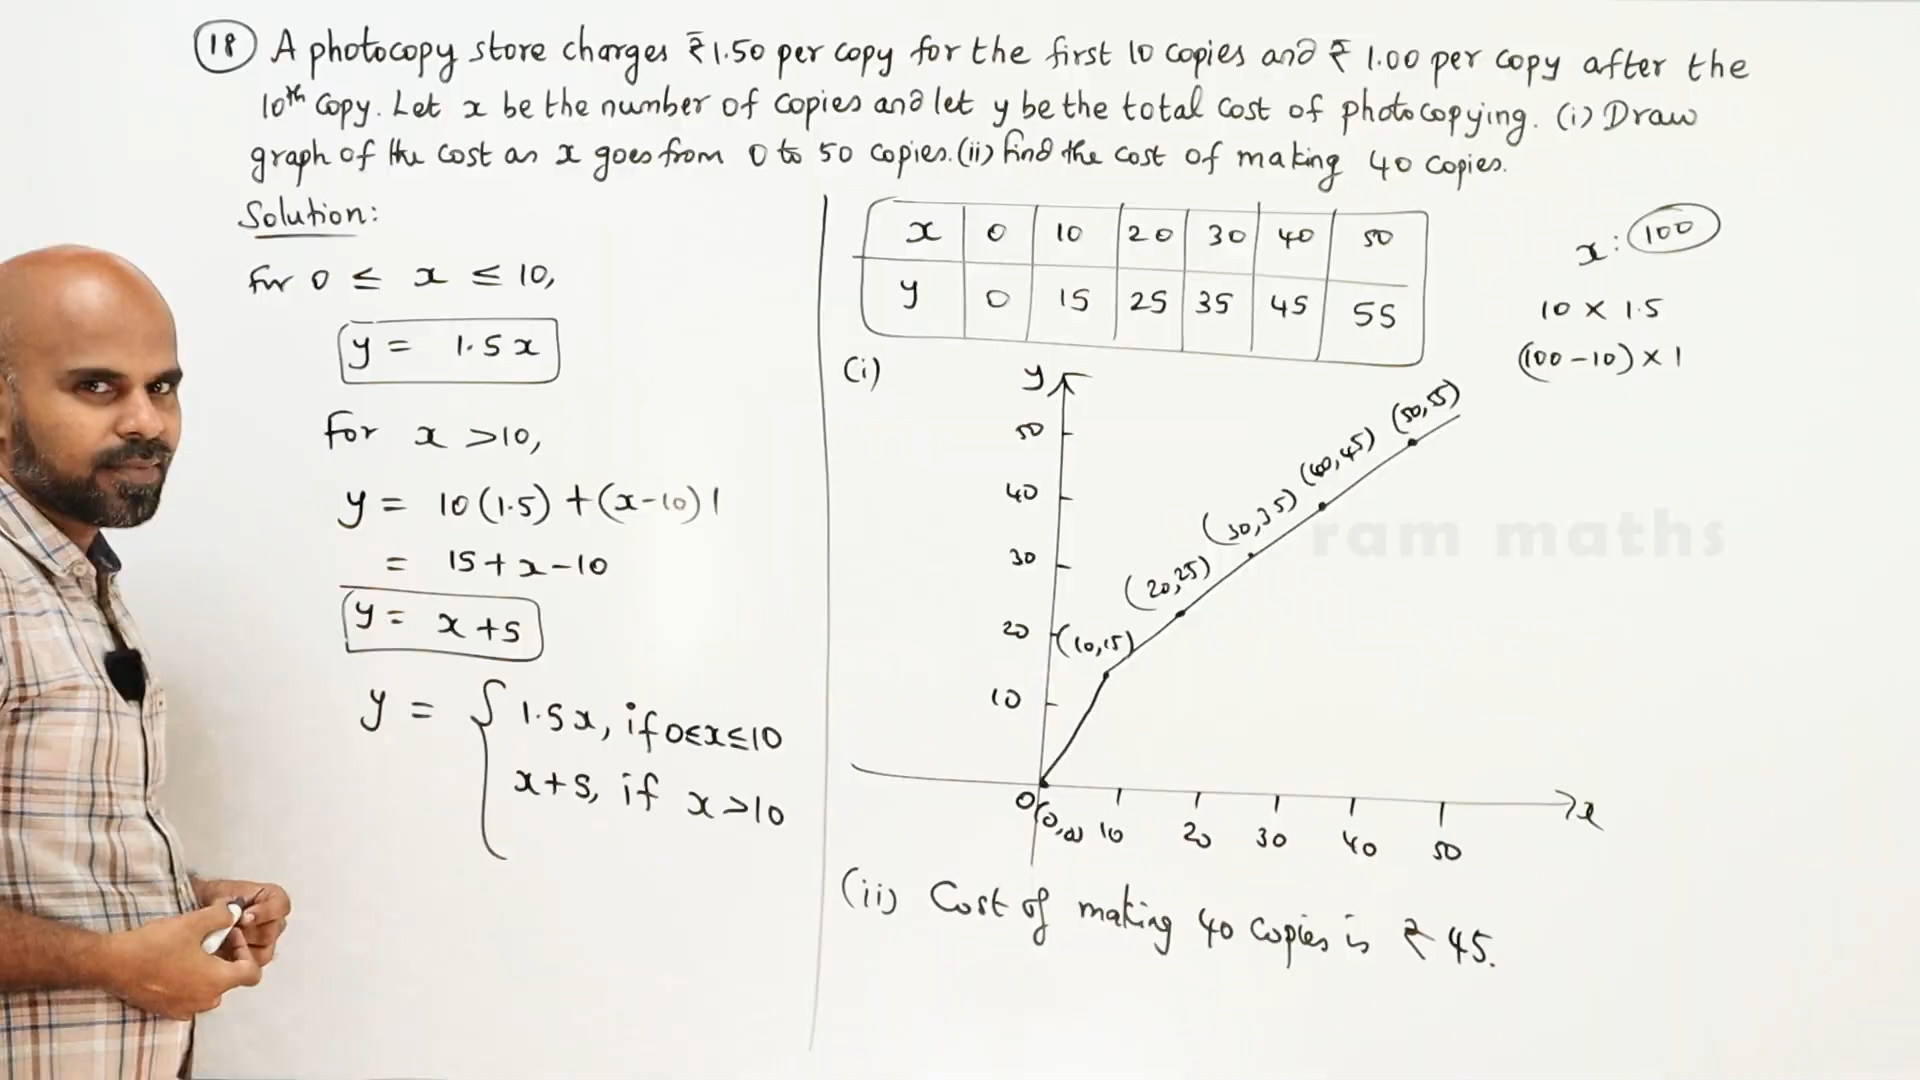 18 A photocopy store charges ₹1.50 per copy for the first 10 copies and ₹ 1.00 per copy after the
10th copy. Let x be the number of copies and let y be the total cost of photocopying. (i) Draw
graph of the cost as x goes from 0 to 50 copies. (ii) find the cost of making 40 copies.
Solution:
For 0 ≤ x ≤ 10,
y = 1.5x
For x >10,
y = 10(1.5) + (x-10)1
= 15+x-10
y = x+5
y = { 1.5x, if 0≤x≤10
x+5, if x>10
x 0 10 20 30 40 50
y 0 15 25 35 45 55
x : 100
10 × 1.5
(100-10)×1
(i)
y
50
40
30
20
10
(50,55)
(40,45)
(30,35)
(20,25)
(10,15)
0 (0,0) 10 20 30 40 50 x
ram maths
(ii) Cost of making 40 copies is ₹ 45.